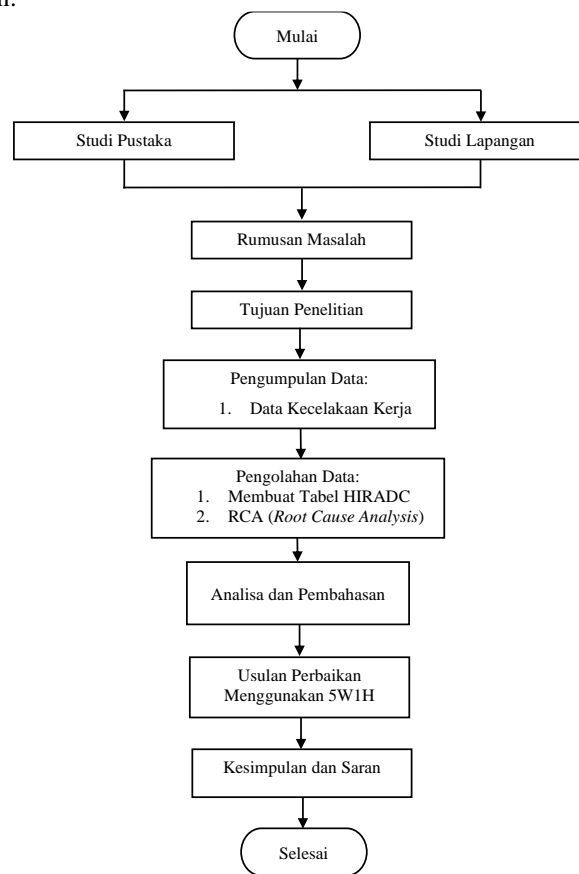 Mulai
Studi Pustaka
Studi Lapangan
Rumusan Masalah
Tujuan Penelitian
Pengumpulan Data:
1. Data Kecelakaan Kerja
Pengolahan Data:
1. Membuat Tabel HIRADC
2. RCA (Root Cause Analysis)
Analisa dan Pembahasan
Usulan Perbaikan
Menggunakan 5W1H
Kesimpulan dan Saran
Selesai